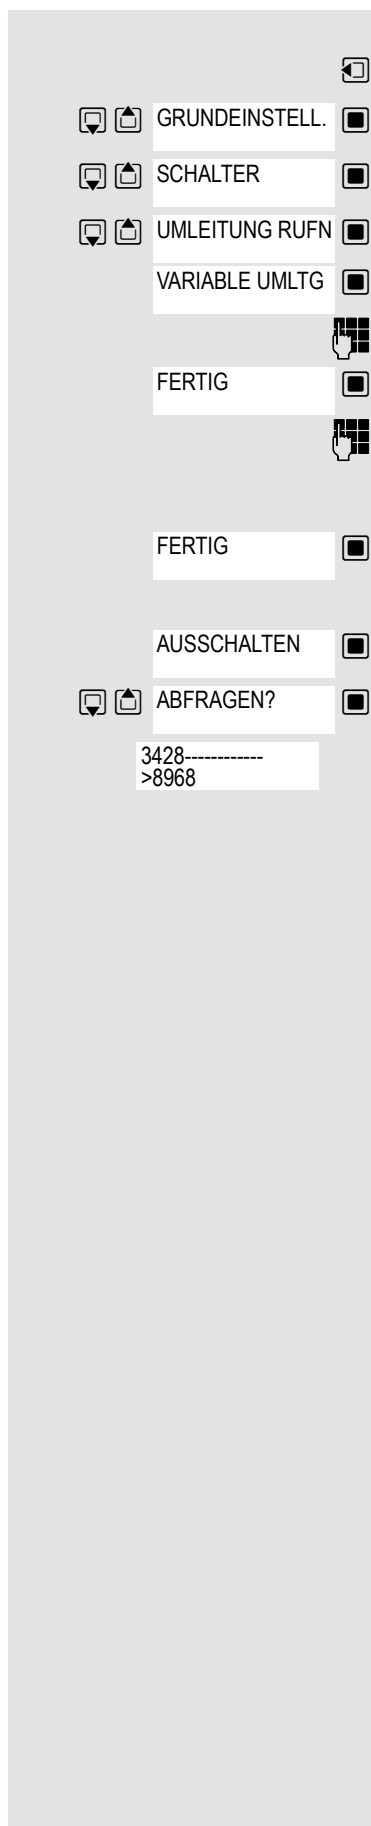 GRUNDEINSTELL.
SCHALTER
UMLEITUNG RUFN
VARIABLE UMLTG
FERTIG
FERTIG
AUSSCHALTEN
ABFRAGEN?
3428------------
>8968